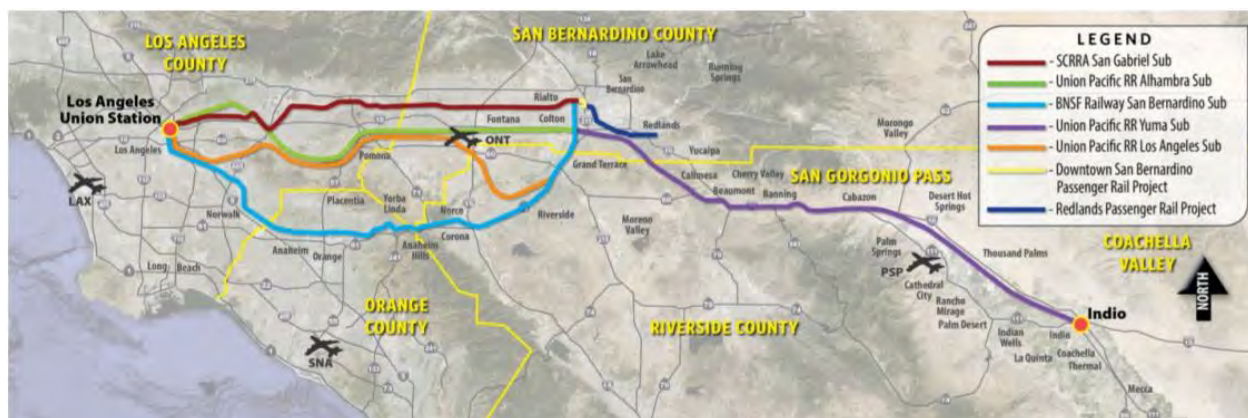 LOS ANGELES
COUNTY
SAN BERNARDINO COUNTY
LEGEND
- SCRRA San Gabriel Sub
- Union Pacific RR Alhambra Sub
- BNSF Railway San Bernardino Sub
- Union Pacific RR Yuma Sub
- Union Pacific RR Los Angeles Sub
- Downtown San Bernardino
Passenger Rail Project
- Redlands Passenger Rail Project
Lake
Arrowhead
Running
Springs
San
Bernardino
Los Angeles
Union Station
Rialto
Fontana
Colton
Redlands
Morongo
Valley
Los Angeles
ONT
Pomona
Grand Terrace
Yucaipa
LAX
Calimesa
Cherry Valley
SAN GORGONIO PASS
Beaumont
Banning
Cabazon
Desert Hot
Springs
Norwalk
Placentia
Yorba
Linda
Norco
Riverside
Moreno
Valley
Anaheim
Orange
Anaheim
Hills
Corona
Palm
Springs
Thousand Palms
COACHELLA
VALLEY
Long Beach
PSP
Cathedral
City
NORTH
ORANGE
COUNTY
RIVERSIDE COUNTY
Rancho
Mirage
Palm Desert
Indio
SNA
Indian
Wells
Indio
La Quinta
Coachella
Thermal
Mecca